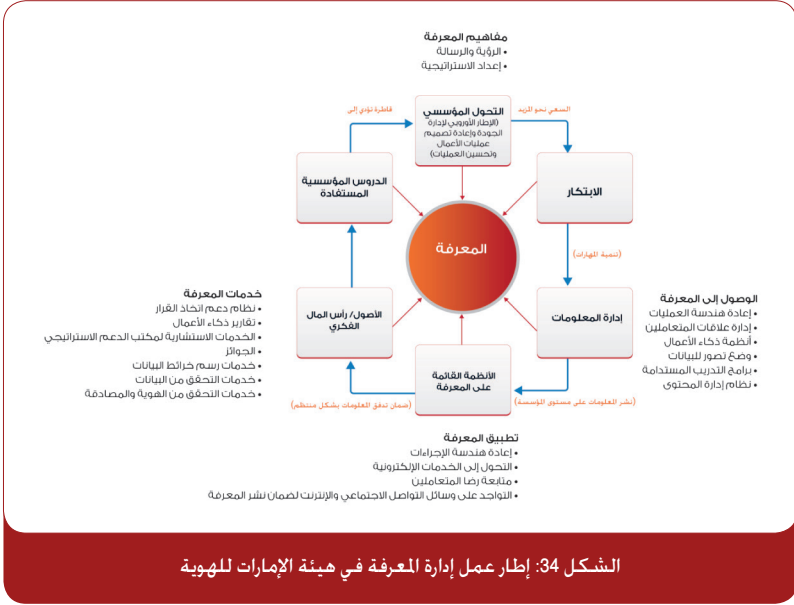 مفاهيم المعرفة
• الرؤية والرسالة
• إعداد الاستراتيجية
التحول المؤسسي
(الإطار الأوروبي لإدارة
الجودة وإعادة تصميم
عمليات الأعمال
وتحسين العمليات)
السعي نحو المزيد
الابتكار
(تنمية المهارات)
إدارة المعلومات
الوصول إلى المعرفة
• إعادة هندسة العمليات
• إدارة علاقات المتعاملين
• أنظمة ذكاء الأعمال
• وضع تصور للبيانات
• برامج التدريب المستدامة
• نظام إدارة المحتوى
(نشر المعلومات على مستوى المؤسسة)
الأنظمة القائمة
على المعرفة
تطبيق المعرفة
• إعادة هندسة الإجراءات
• التحول إلى الخدمات الإلكترونية
• متابعة رضا المتعاملين
• التواجد على وسائل التواصل الاجتماعي والإنترنت لضمان نشر المعرفة
(ضمان تدفق المعلومات بشكل منتظم)
الأصول/ رأس المال
الفكري
خدمات المعرفة
• نظام دعم اتخاذ القرار
• تقارير ذكاء الأعمال
• الخدمات الاستشارية لمكتب الدعم الاستراتيجي
• الجوائز
• خدمات رسم خرائط البيانات
• خدمات التحقق من البيانات
• خدمات التحقق من الهوية والمصادقة
الدروس المؤسسية
المستفادة
قاطرة تؤدي إلى
المعرفة
الشكل 34: إطار عمل إدارة المعرفة في هيئة الإمارات للهوية